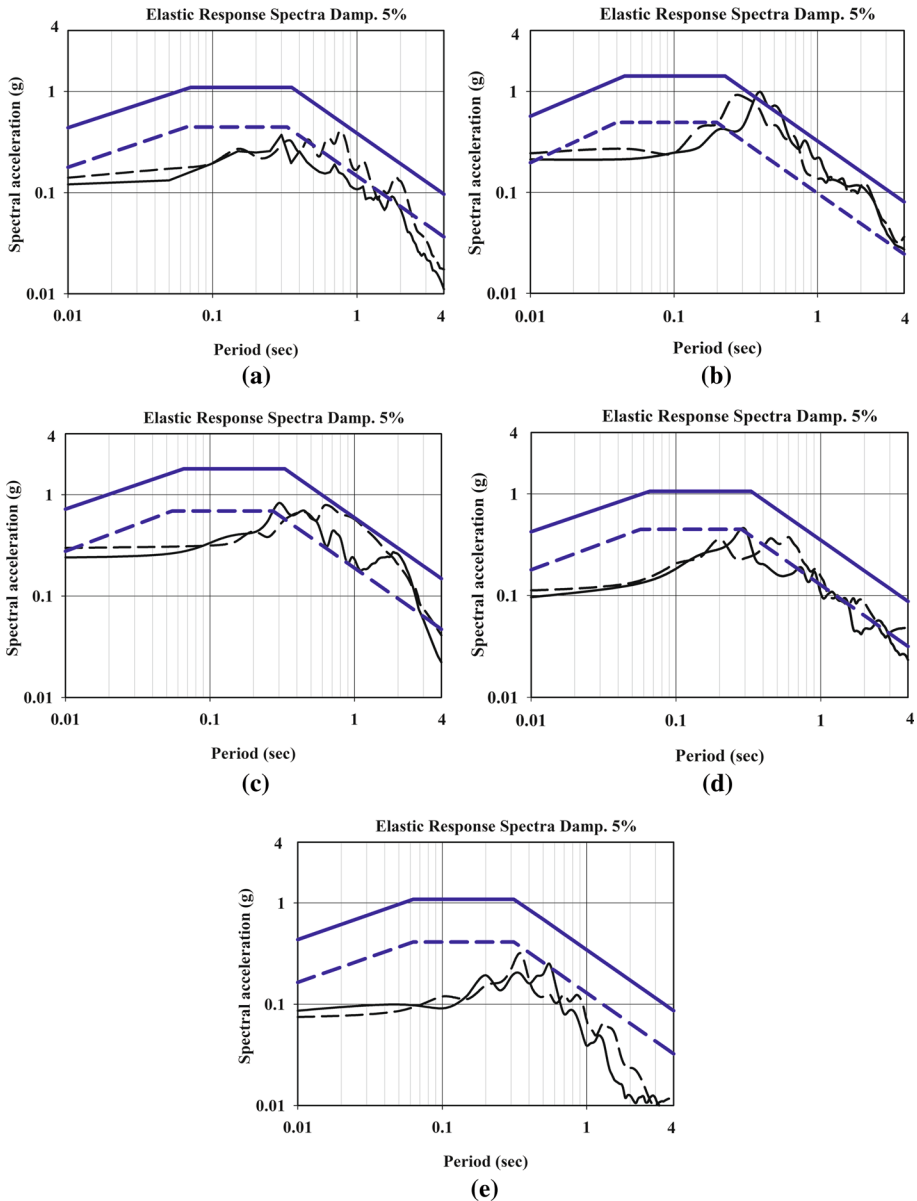 Elastic Response Spectra Damp. 5%
4
1
0.1
0.01
Spectral acceleration (g)
0.01
0.1
1
4
Period (sec)
(a)
Elastic Response Spectra Damp. 5%
4
1
0.1
0.01
Spectral acceleration (g)
0.01
0.1
1
4
Period (sec)
(b)
Elastic Response Spectra Damp. 5%
4
1
0.1
0.01
Spectral acceleration (g)
0.01
0.1
1
4
Period (sec)
(c)
Elastic Response Spectra Damp. 5%
4
1
0.1
0.01
Spectral acceleration (g)
0.01
0.1
1
4
Period (sec)
(d)
Elastic Response Spectra Damp. 5%
4
1
0.1
0.01
Spectral acceleration (g)
0.01
0.1
1
4
Period (sec)
(e)